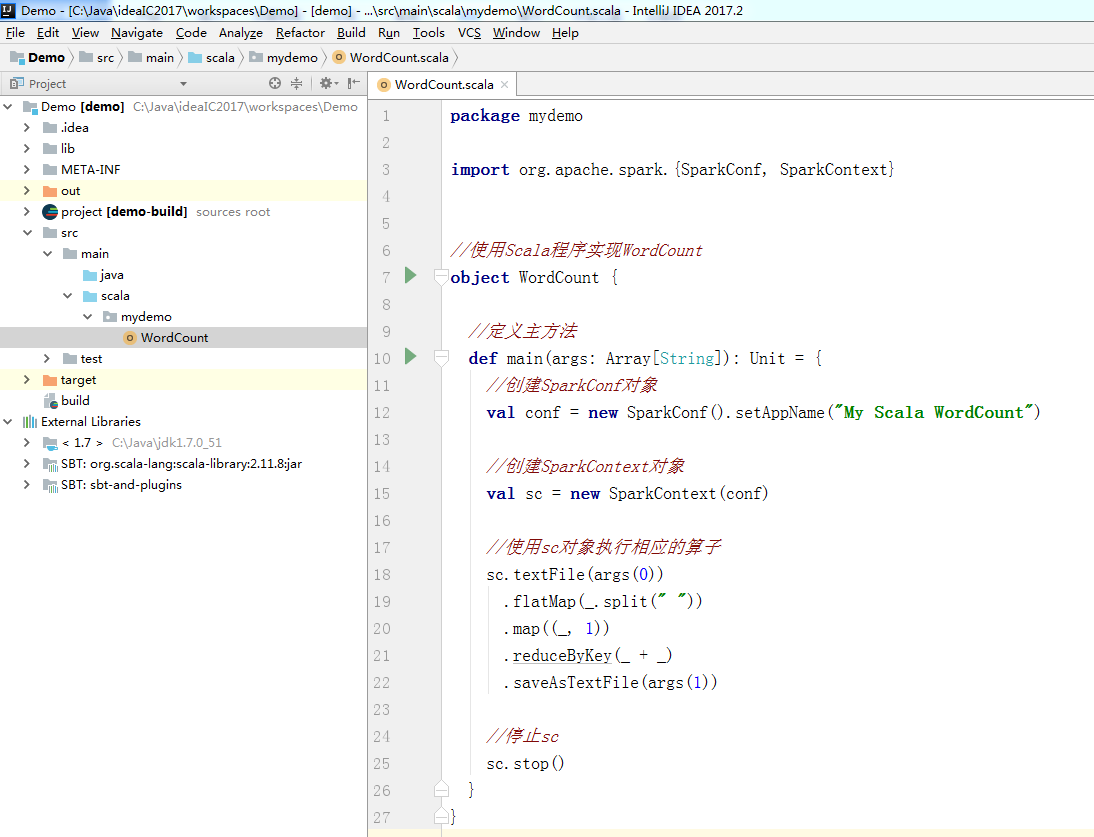 Demo - [C:\Java\ideaIC2017\workspaces\Demo] - [demo] - ...\src\main\scala\mydemo\WordCount.scala - IntelliJ IDEA 2017.2
File Edit View Navigate Code Analyze Refactor Build Run Tools VCS Window Help
Demo src main scala mydemo WordCount.scala
Project
Demo [demo] C:\Java\ideaIC2017\workspaces\Demo
.idea
lib
META-INF
out
project [demo-build] sources root
src
main
java
scala
mydemo
WordCount
test
target
build
External Libraries
< 1.7 > C:\Java\jdk1.7.0_51
SBT: org.scala-lang:scala-library:2.11.8:jar
SBT: sbt-and-plugins
WordCount.scala
1 package mydemo
2
3 import org.apache.spark.{SparkConf, SparkContext}
4
5
6 //使用Scala程序实现WordCount
7 object WordCount {
8
9 //定义主方法
10 def main(args: Array[String]): Unit = {
11 //创建SparkConf对象
12 val conf = new SparkConf().setAppName("My Scala WordCount")
13
14 //创建SparkContext对象
15 val sc = new SparkContext(conf)
16
17 //使用sc对象执行相应的算子
18 sc.textFile(args(0))
19 .flatMap(_.split(" "))
20 .map((_, 1))
21 .reduceByKey(_ + _)
22 .saveAsTextFile(args(1))
23
24 //停止sc
25 sc.stop()
26 }
27 }